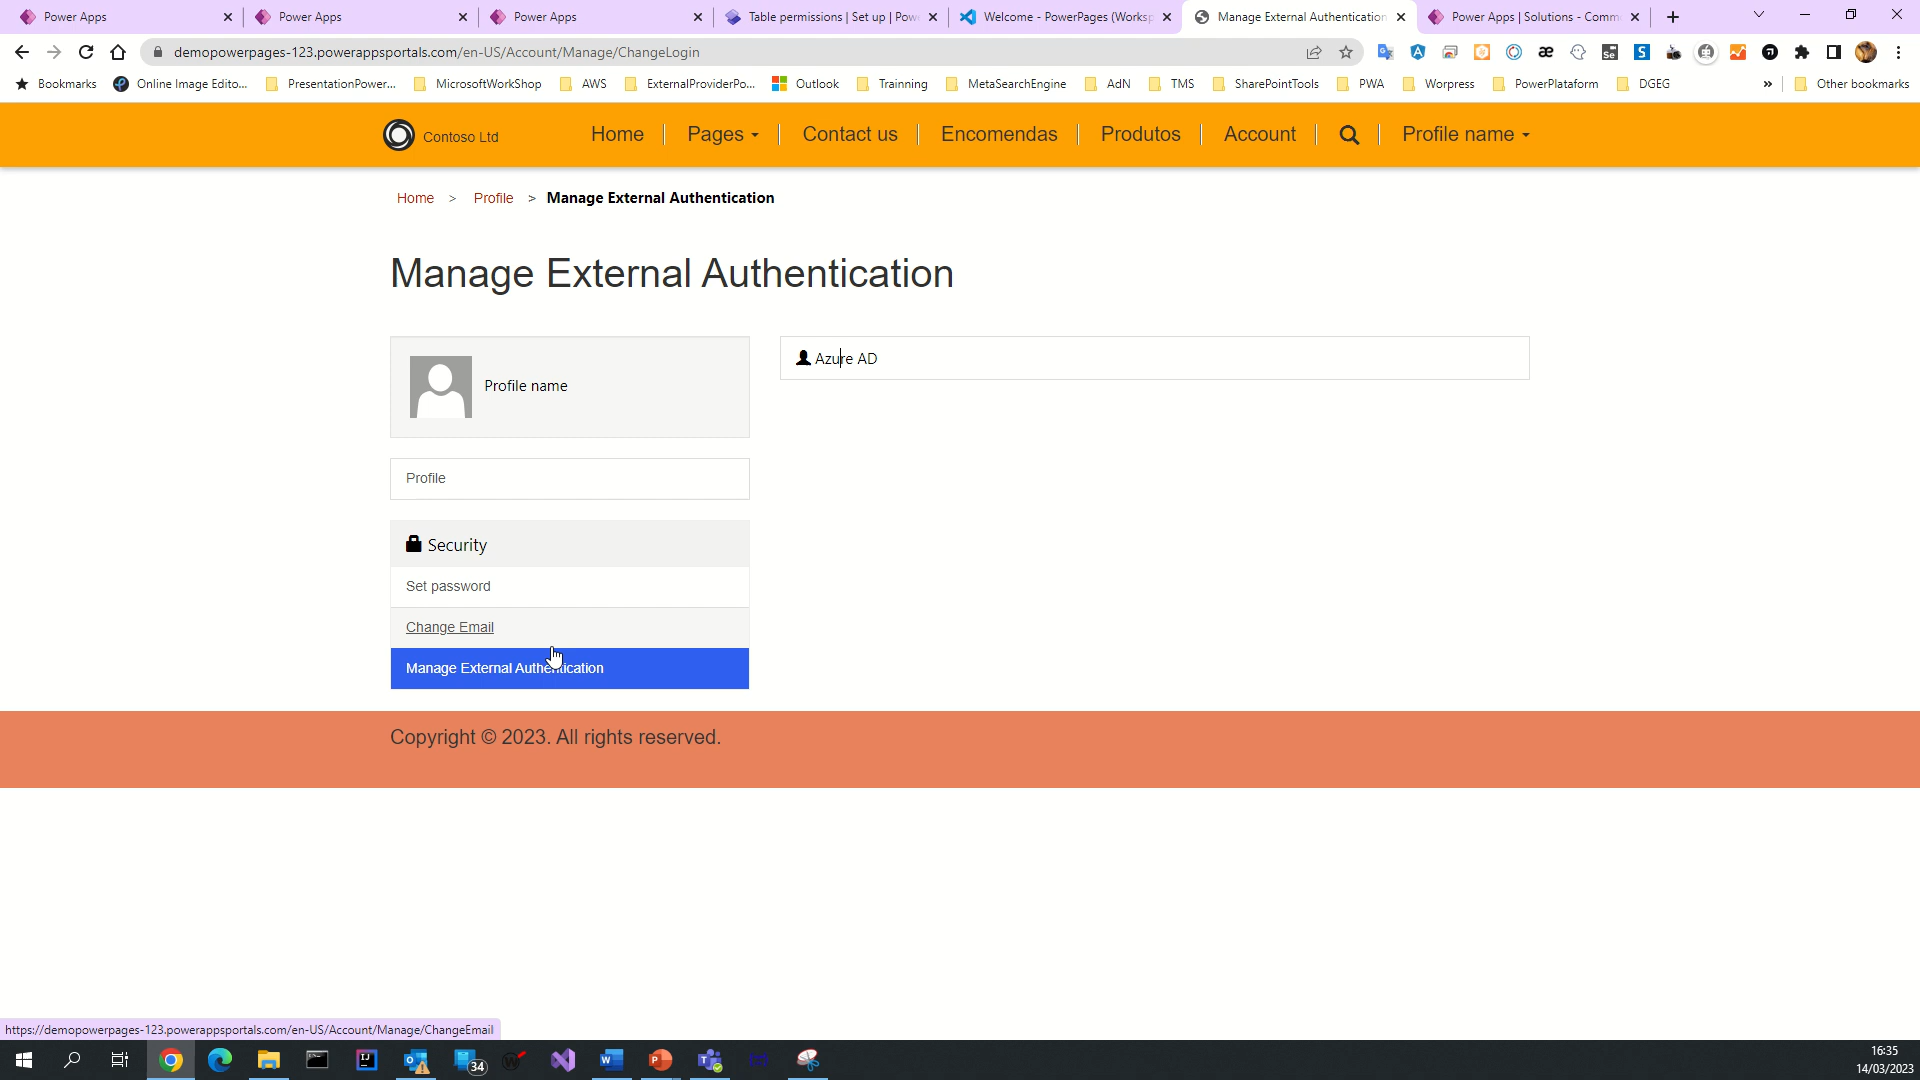 Power Apps
Power Apps
Power Apps
Table permissions | Set up | Pow
Welcome - PowerPages (Worksp
Manage External Authentication
Power Apps | Solutions - Comm
demopowerpages-123.powerappsportals.com/en-US/Account/Manage/ChangeLogin
Bookmarks
Online Image Edito...
PresentationPower...
MicrosoftWorkShop
AWS
ExternalProviderPo...
Outlook
Trainning
MetaSearchEngine
AdN
TMS
SharePointTools
PWA
Worpress
PowerPlataform
DGEG
»
Other bookmarks
Contoso Ltd
Home
Pages
Contact us
Encomendas
Produtos
Account
Profile name
Home > Profile > Manage External Authentication
Manage External Authentication
Profile name
Azure AD
Profile
Security
Set password
Change Email
Manage External Authentication
Copyright © 2023. All rights reserved.
https://demopowerpages-123.powerappsportals.com/en-US/Account/Manage/ChangeEmail
34
16:35
14/03/2023